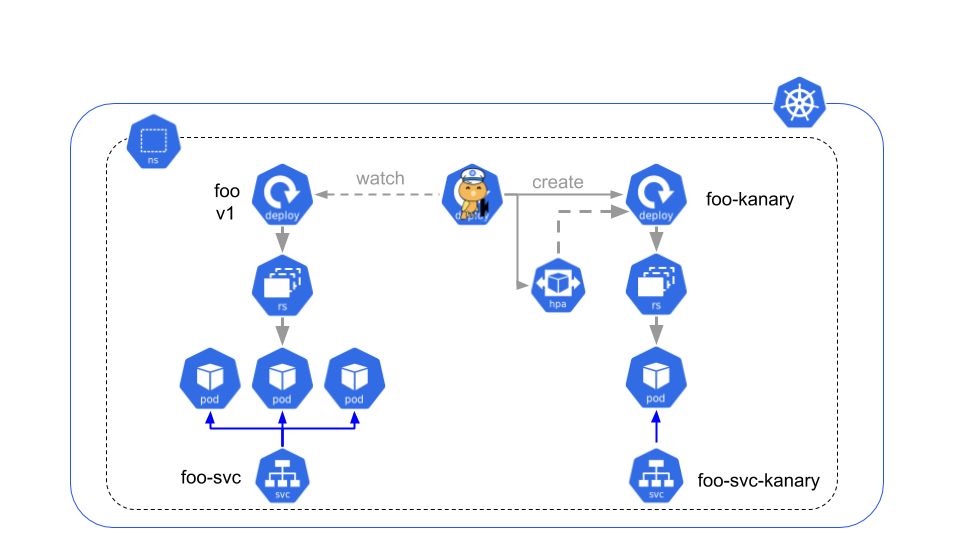 ns
foo
v1
deploy
watch
deploy
create
deploy
foo-kanary
rs
hpa
rs
pod
pod
pod
pod
foo-svc
svc
svc
foo-svc-kanary